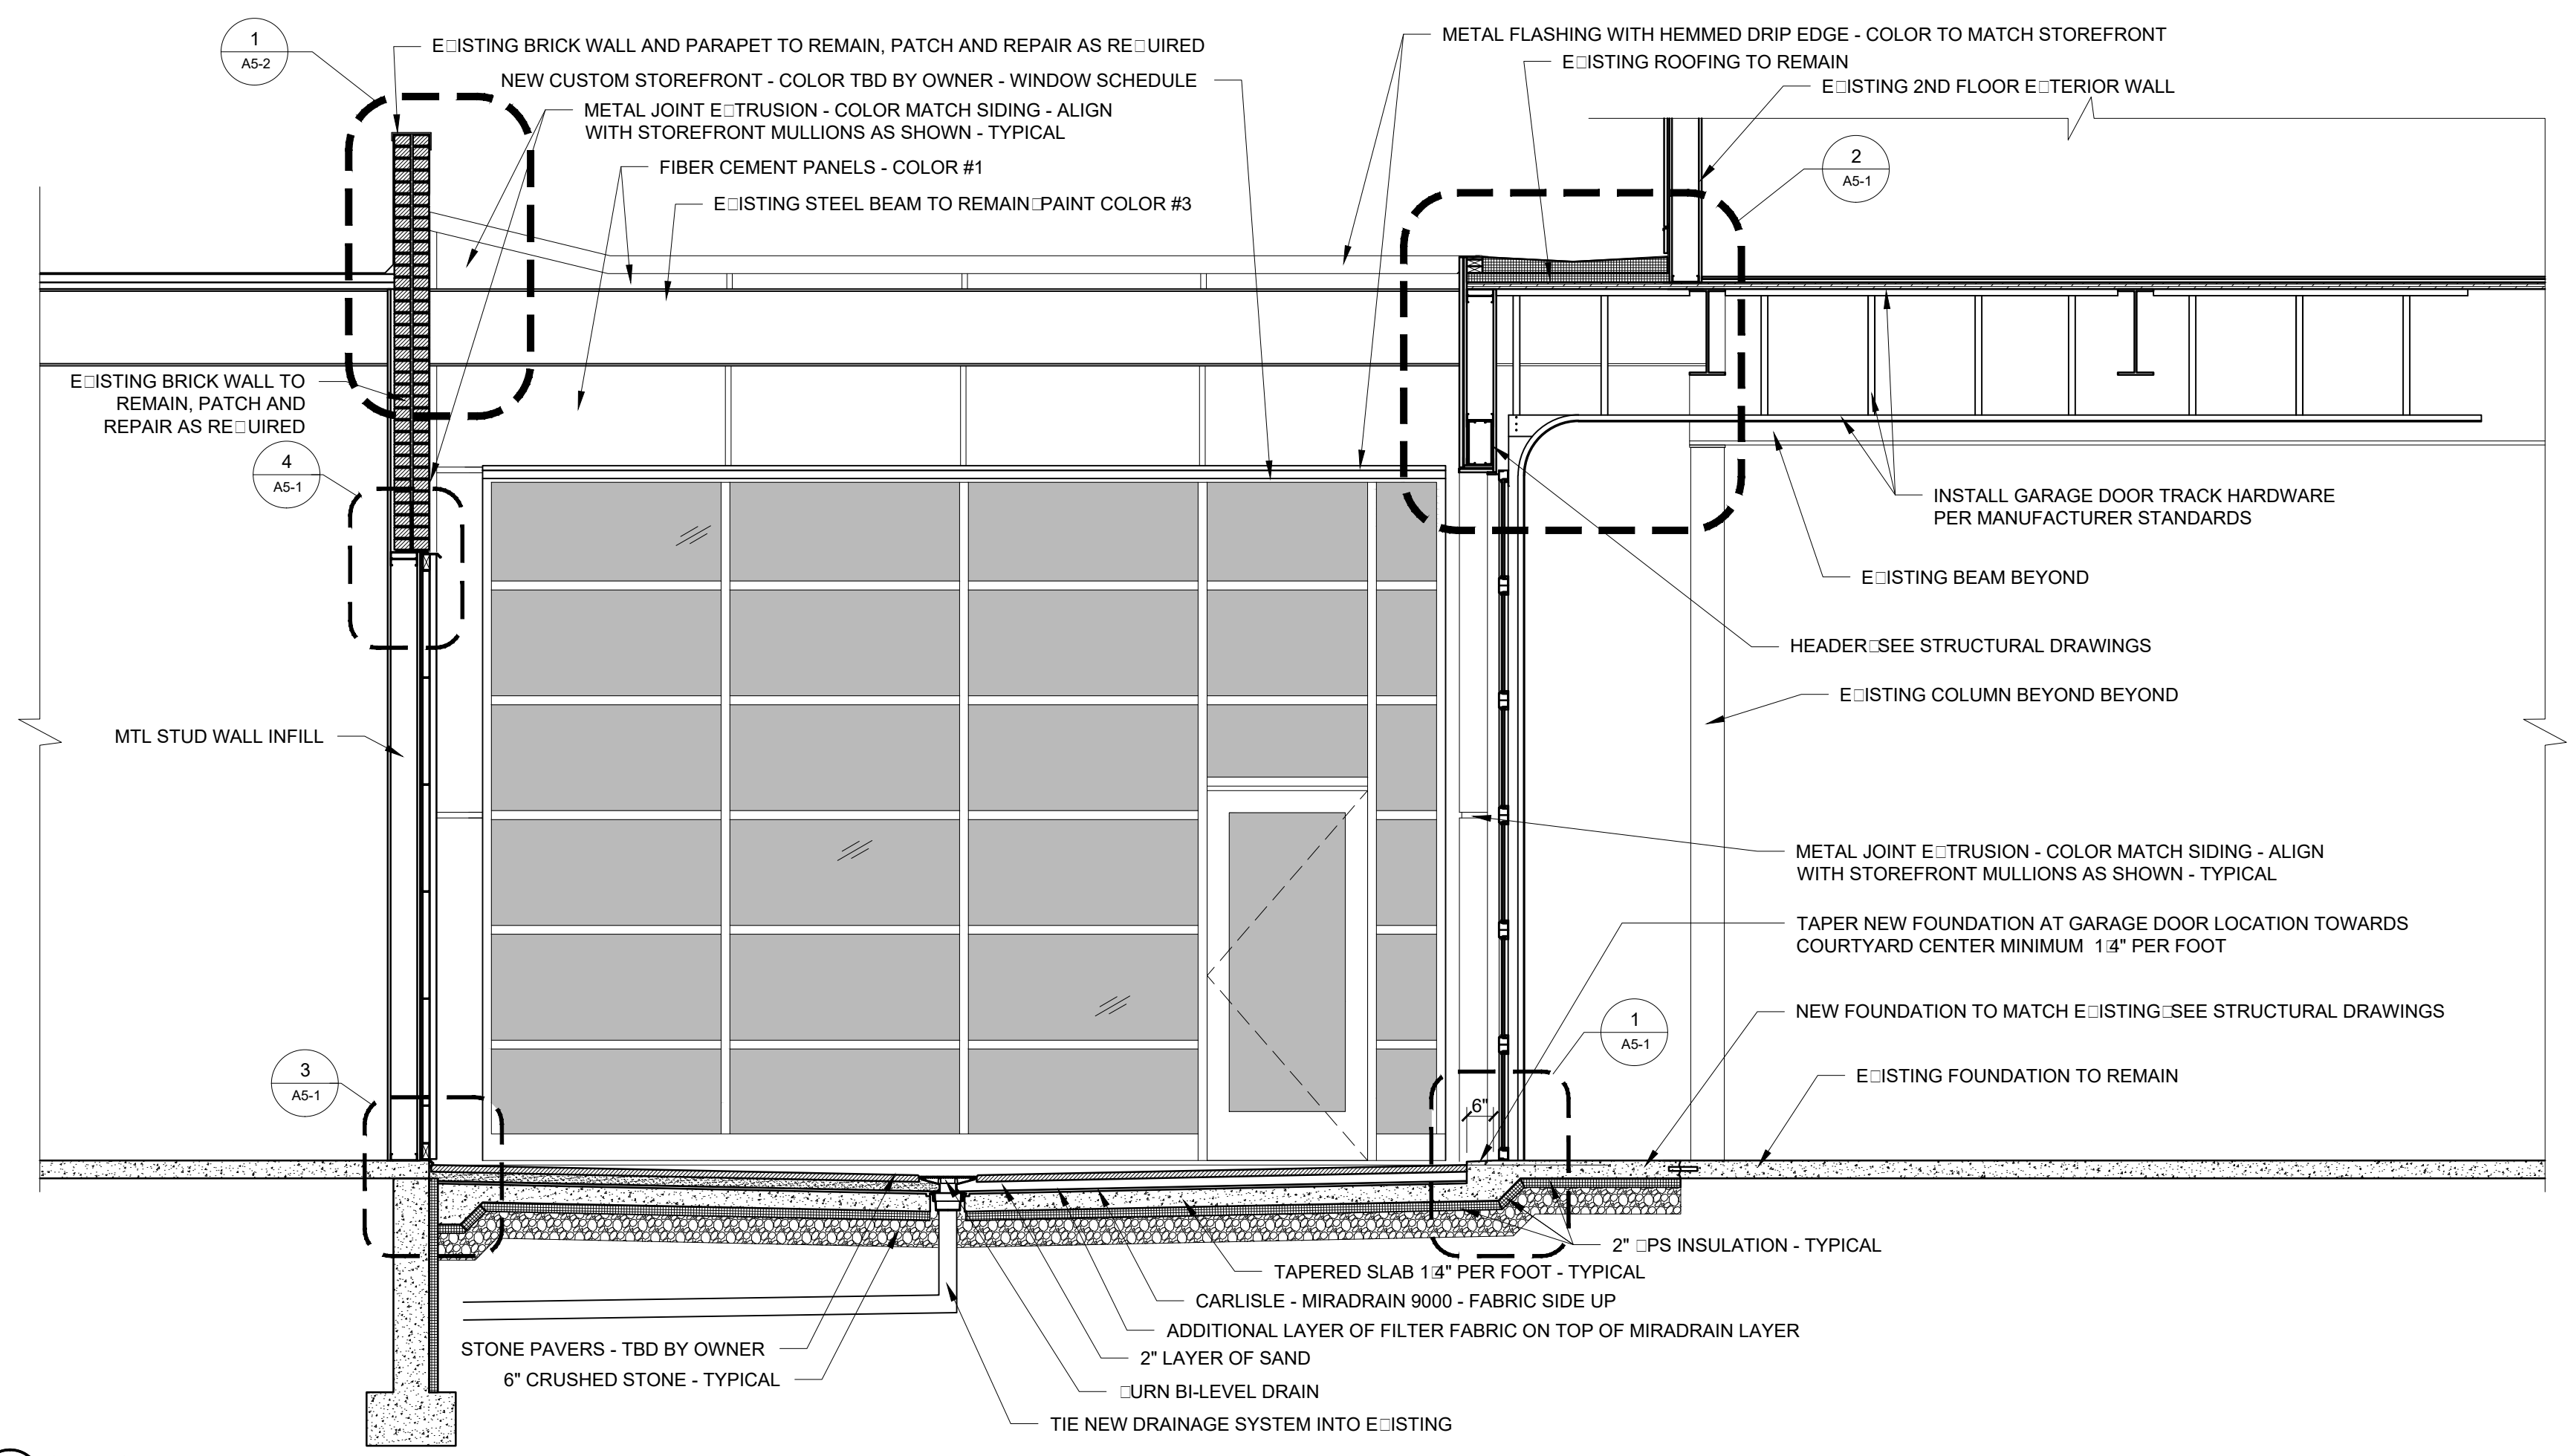 1
A5-2
E□ISTING BRICK WALL AND PARAPET TO REMAIN, PATCH AND REPAIR AS RE□UIRED
NEW CUSTOM STOREFRONT - COLOR TBD BY OWNER - WINDOW SCHEDULE
METAL JOINT E□TRUSION - COLOR MATCH SIDING - ALIGN
WITH STOREFRONT MULLIONS AS SHOWN - TYPICAL
FIBER CEMENT PANELS - COLOR #1
E□ISTING STEEL BEAM TO REMAIN□PAINT COLOR #3
METAL FLASHING WITH HEMMED DRIP EDGE - COLOR TO MATCH STOREFRONT
E□ISTING ROOFING TO REMAIN
E□ISTING 2ND FLOOR E□TERIOR WALL
2
A5-1
E□ISTING BRICK WALL TO
REMAIN, PATCH AND
REPAIR AS RE□UIRED
4
A5-1
INSTALL GARAGE DOOR TRACK HARDWARE
PER MANUFACTURER STANDARDS
E□ISTING BEAM BEYOND
HEADER□SEE STRUCTURAL DRAWINGS
E□ISTING COLUMN BEYOND BEYOND
MTL STUD WALL INFILL
METAL JOINT E□TRUSION - COLOR MATCH SIDING - ALIGN
WITH STOREFRONT MULLIONS AS SHOWN - TYPICAL
TAPER NEW FOUNDATION AT GARAGE DOOR LOCATION TOWARDS
COURTYARD CENTER MINIMUM 1□4" PER FOOT
1
A5-1
NEW FOUNDATION TO MATCH E□ISTING□SEE STRUCTURAL DRAWINGS
3
A5-1
E□ISTING FOUNDATION TO REMAIN
6"
2" □PS INSULATION - TYPICAL
TAPERED SLAB 1□4" PER FOOT - TYPICAL
CARLISLE - MIRADRAIN 9000 - FABRIC SIDE UP
ADDITIONAL LAYER OF FILTER FABRIC ON TOP OF MIRADRAIN LAYER
STONE PAVERS - TBD BY OWNER
2" LAYER OF SAND
6" CRUSHED STONE - TYPICAL
□URN BI-LEVEL DRAIN
TIE NEW DRAINAGE SYSTEM INTO E□ISTING